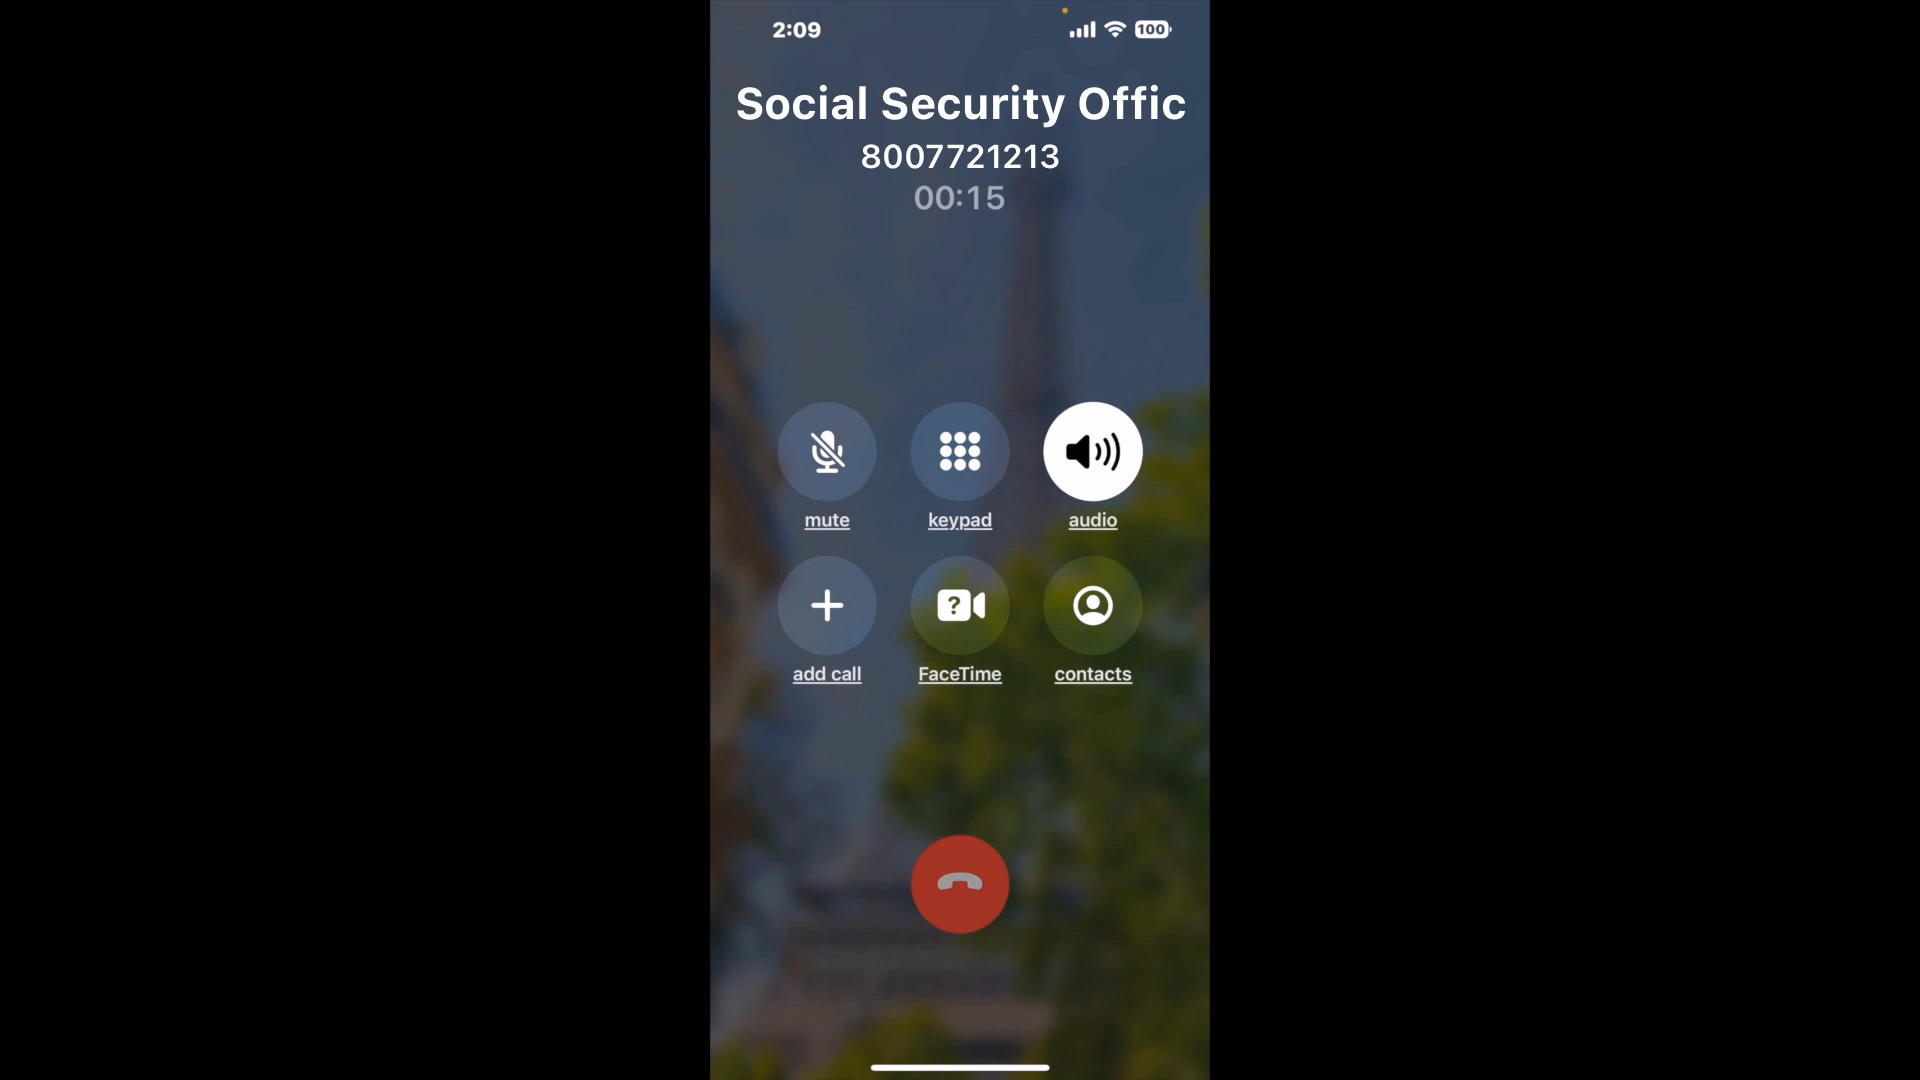 2:09
100
Social Security Offic
8007721213
00:15
mute
keypad
audio
?
add call
FaceTime
contacts